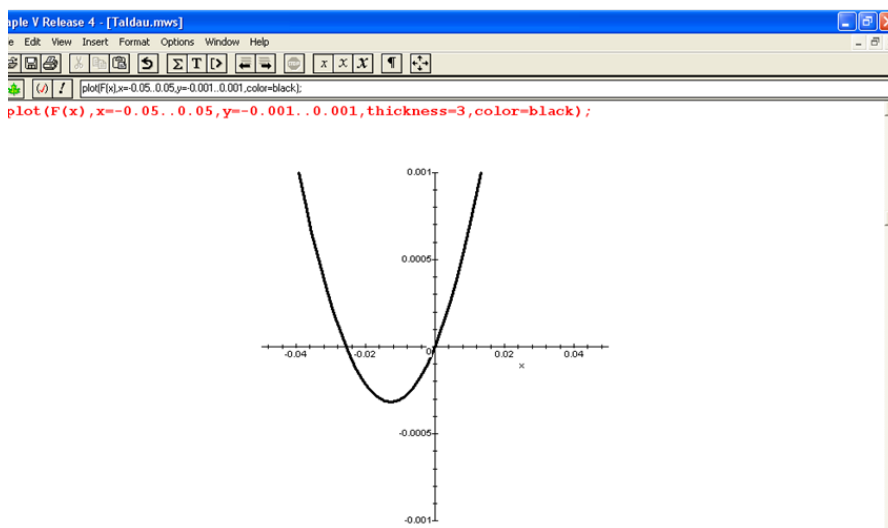 aple V Release 4 - [Taldau.mws]
e Edit View Insert Format Options Window Help
Σ T [> x x x ¶
(√) ! plot(F(x),x=-0.05..0.05,y=-0.001..0.001,color=black);
plot(F(x),x=-0.05..0.05,y=-0.001..0.001,thickness=3,color=black);
0.001
0.0005
-0.04 -0.02 0 0.02 0.04
x
-0.0005
-0.001